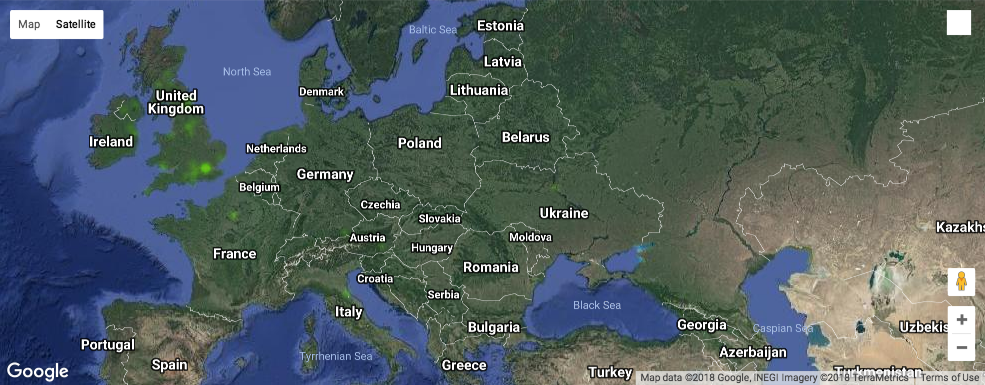 Map
Satellite
Baltic Sea
Estonia
North Sea
Latvia
Denmark
Lithuania
United
Kingdom
Ireland
Netherlands
Poland
Belarus
Belgium
Germany
Czechia
Slovakia
Ukraine
Austria
Hungary
Moldova
France
Romania
Kazakhs
Croatia
Serbia
Italy
Black Sea
Bulgaria
Georgia
Caspian Sea
Uzbekis
Portugal
Spain
Tyrrhenian Sea
Greece
Turkey
Azerbaijan
Turkmenistan
Google
Map data ©2018 Google, INEGI Imagery ©2018 TerraMetrics
Terms of Use